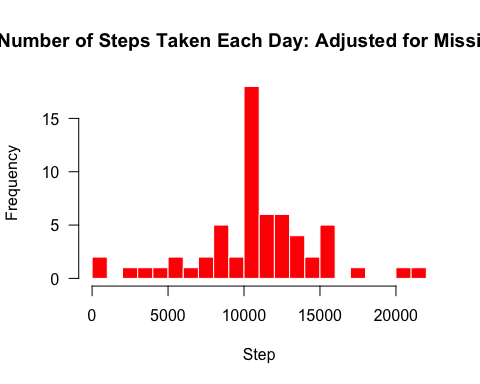 Number of Steps Taken Each Day: Adjusted for Missi
Frequency
15
10
5
0
0 5000 10000 15000 20000
Step